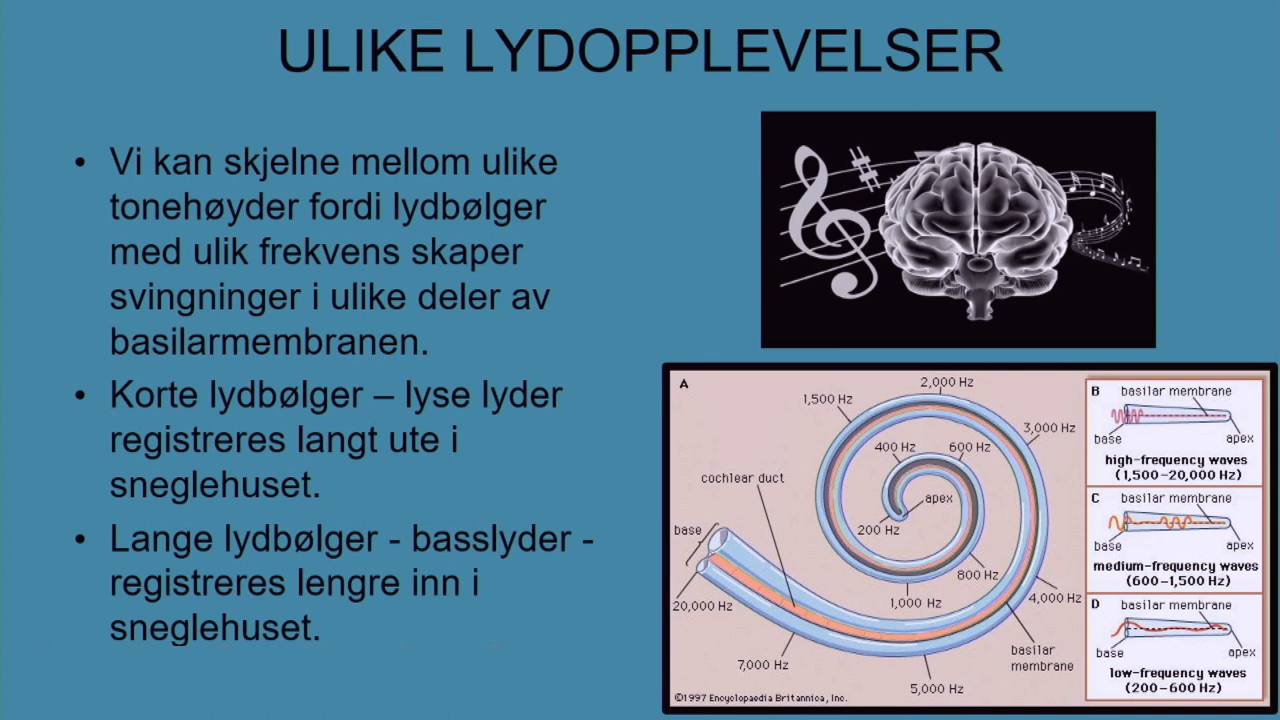 ULIKE LYDOPPLEVELSER
• Vi kan skjelne mellom ulike
tonehøyder fordi lydbølger
med ulik frekvens skaper
svingninger i ulike deler av
basilarmembranen.
• Korte lydbølger – lyse lyder
registreres langt ute i
sneglehuset.
• Lange lydbølger - basslyder -
registreres lengre inn i
sneglehuset.
A
2,000 Hz
1,500 Hz
3,000 Hz
400 Hz
600 Hz
cochlear duct
apex
200 Hz
base
800 Hz
1,000 Hz
4,000 Hz
20,000 Hz
basilar
membrane
7,000 Hz
5,000 Hz
©1997 Encyclopaedia Britannica, Inc.
B
basilar membrane
base
apex
high-frequency waves
(1,500–20,000 Hz)
C
basilar membrane
base
apex
medium-frequency waves
(600–1,500 Hz)
D
basilar membrane
base
apex
low-frequency waves
(200–600 Hz)